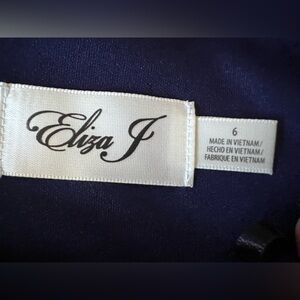 Eliza J
6
MADE IN VIETNAM/
HECHO EN VIETNAM/
FABRIQUE EN VIETNAM